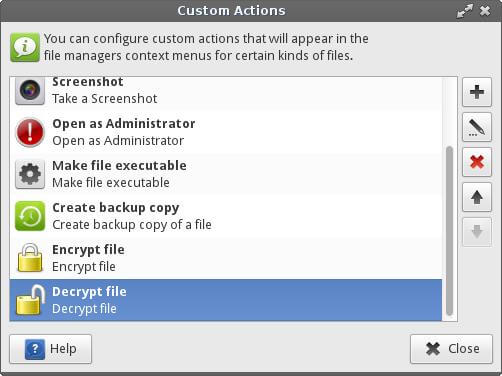 Custom Actions
You can configure custom actions that will appear in the
file managers context menus for certain kinds of files.
Screenshot
Take a Screenshot
Open as Administrator
Open as Administrator
Make file executable
Make file executable
Create backup copy
Create backup copy of a file
Encrypt file
Encrypt file
Decrypt file
Decrypt file
Help
Close